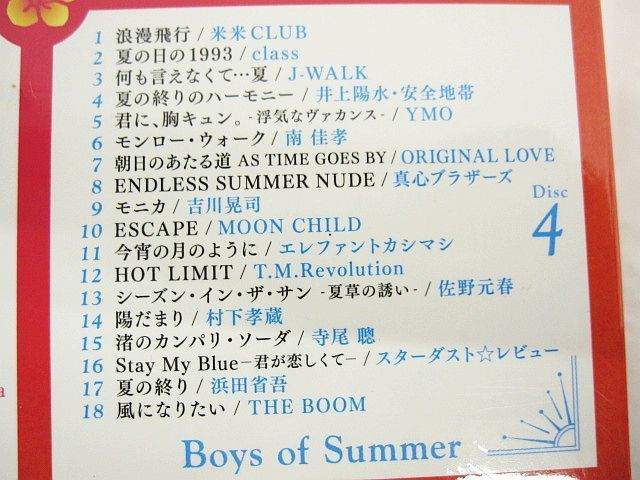 1 浪漫飛行 / 米米CLUB
2 夏の日の1993 / class
3 何も言えなくて…夏 / J-WALK
4 夏の終りのハーモニー / 井上陽水・安全地帯
5 君に、胸キュン。-浮気なヴァカンス- / YMO
6 モンロー・ウォーク / 南 佳孝
7 朝日のあたる道 AS TIME GOES BY / ORIGINAL LOVE
8 ENDLESS SUMMER NUDE / 真心ブラザーズ
9 モニカ / 吉川晃司
10 ESCAPE / MOON CHILD
11 今宵の月のように / エレファントカシマシ
12 HOT LIMIT / T.M.Revolution
13 シーズン・イン・ザ・サン -夏草の誘い- / 佐野元春
14 陽だまり / 村下孝蔵
15 渚のカンパリ・ソーダ / 寺尾 聰
16 Stay My Blue－君が恋しくて－ / スターダスト☆レビュー
17 夏の終り / 浜田省吾
18 風になりたい / THE BOOM
Disc
4
Boys of Summer
a